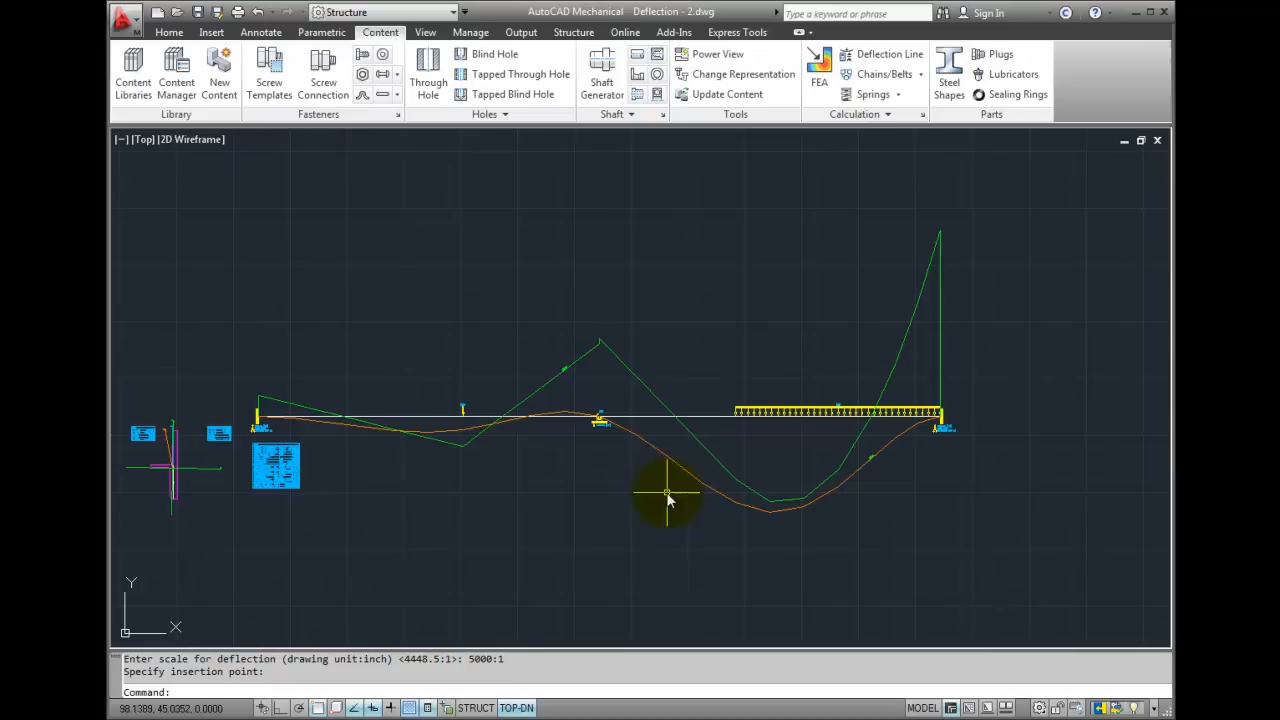 Structure
AutoCAD Mechanical Deflection - 2.dwg
Type a keyword or phrase
Sign In
M
Home Insert Annotate Parametric Content View Manage Output Structure Online Add-Ins Express Tools
Content Libraries
Content Manager
New Content
Library
Screw Templates
Screw Connection
Fasteners
Through Hole
Blind Hole
Tapped Through Hole
Tapped Blind Hole
Holes
Shaft Generator
Shaft
Power View
Change Representation
Update Content
Tools
FEA
Deflection Line
Chains/Belts
Springs
Calculation
Steel Shapes
Plugs
Lubricators
Sealing Rings
Parts
[−] [Top] [2D Wireframe]
Y
X
Enter scale for deflection (drawing unit:inch) <4448.5:1>: 5000:1
Specify insertion point:
Command:
98.1389, 45.0352, 0.0000
STRUCT
TOP-DN
MODEL